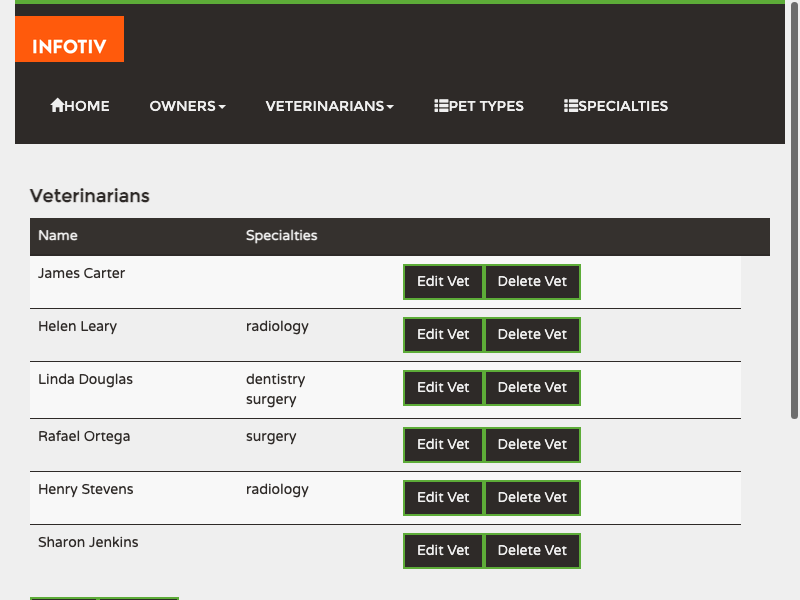 INFOTIV
HOME OWNERS VETERINARIANS PET TYPES SPECIALTIES
Veterinarians
Name Specialties
James Carter Edit Vet Delete Vet
Helen Leary radiology Edit Vet Delete Vet
Linda Douglas dentistry Edit Vet Delete Vet
surgery
Rafael Ortega surgery Edit Vet Delete Vet
Henry Stevens radiology Edit Vet Delete Vet
Sharon Jenkins Edit Vet Delete Vet